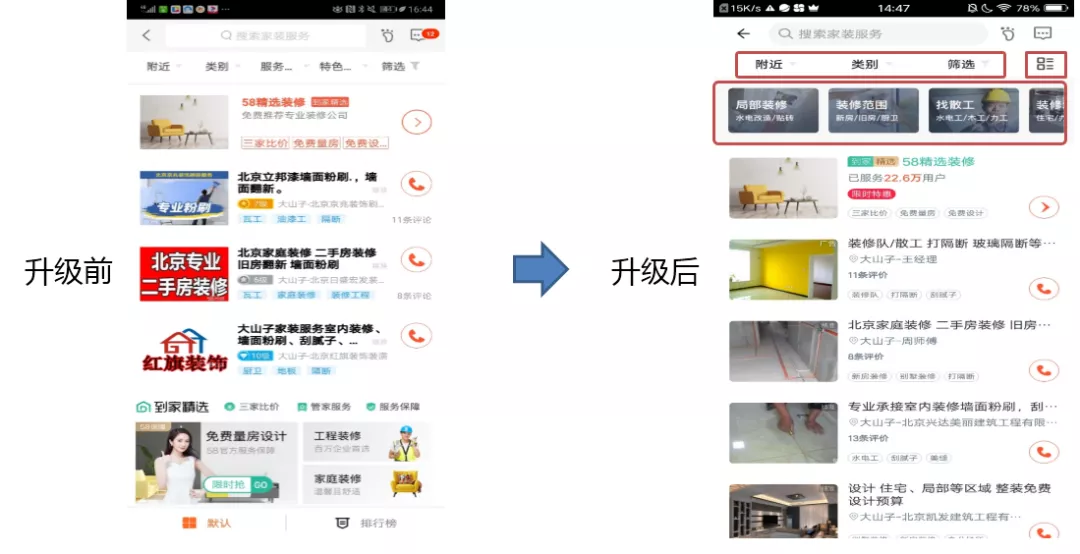 升级前
16:44
搜索家装服务
12
附近
类别
服务...
特色...
筛选
58精选装修 到家精选
免费推荐专业装修公司
三家比价 免费量房 免费设...
北京立邦漆墙面粉刷.，墙
面翻新。
专业粉刷
7级
大山子-北京京兆装饰粉...
瓦工 油漆工 隔断
11条评论
北京专业
二手房装修
北京家庭装修 二手房装修
旧房翻新 墙面粉刷
大山子-北京日盛宏发装...
瓦工 家庭装修 装修工程
8条评论
红旗装饰
大山子家装服务室内装修、
墙面粉刷、刮腻子、...
10级
大山子-北京红旗装饰装潢
厨卫 地板 隔断
到家精选 三家比价 管家服务 服务保障
免费量房设计
58官方服务保障
限时抢 GO
工程装修
百万企业首选
家庭装修
温馨且舒适
默认
排行榜
升级后
15K/s
14:47
78%
搜索家装服务
附近
类别
筛选
局部装修
水电改造/贴砖
装修范围
新房/旧房/厨卫
找散工
水电工/木工/力工
装修
到家 精选 58精选装修
已服务22.6万用户
限时特惠
三家比价 免费量房 免费设计
广告
装修队/散工 打隔断 玻璃隔断等...
大山子-王经理
11条评价
装修队 打隔断 刮腻子
北京家庭装修 二手房装修 旧房...
大山子-周师傅
8条评价
新房装修 别墅装修 打隔断
专业承接室内装修墙面粉刷，刮...
大山子-北京兴达美丽建筑工程有限...
13条评价
水电工 刮腻子 美缝
设计 住宅、局部等区域 整装免费
设计预算
大山子-北京凯发建筑工程有...